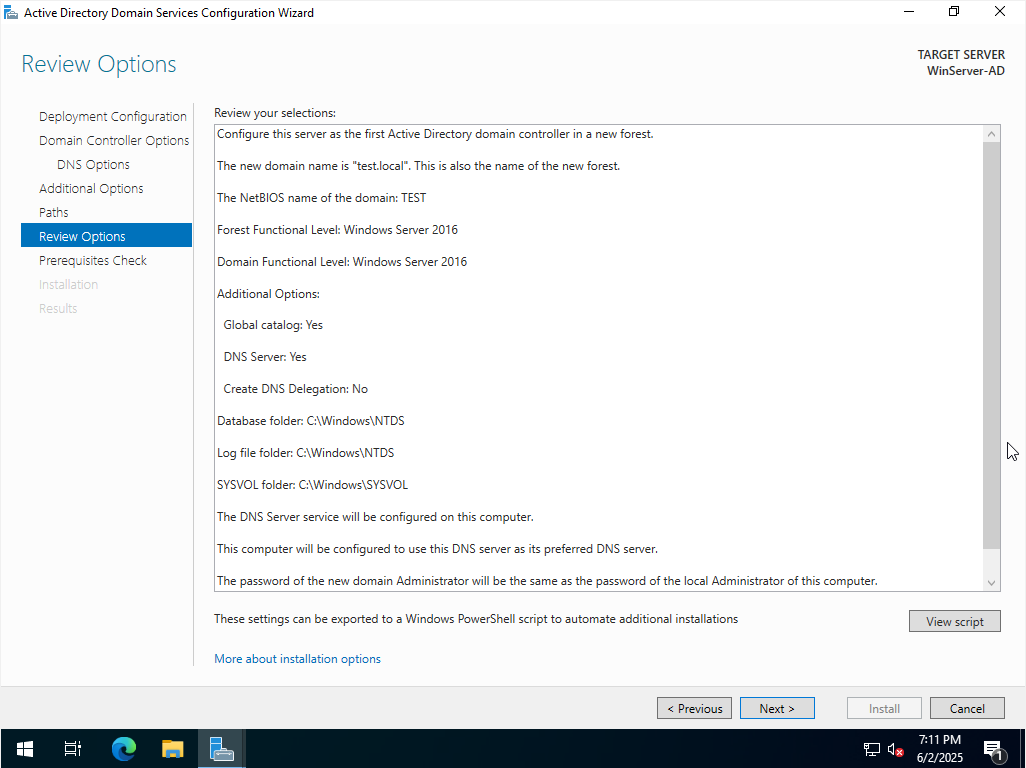 Active Directory Domain Services Configuration Wizard
Review Options
TARGET SERVER
WinServer-AD
Deployment Configuration
Domain Controller Options
DNS Options
Additional Options
Paths
Review Options
Prerequisites Check
Installation
Results
Review your selections:
Configure this server as the first Active Directory domain controller in a new forest.
The new domain name is "test.local". This is also the name of the new forest.
The NetBIOS name of the domain: TEST
Forest Functional Level: Windows Server 2016
Domain Functional Level: Windows Server 2016
Additional Options:
Global catalog: Yes
DNS Server: Yes
Create DNS Delegation: No
Database folder: C:\Windows\NTDS
Log file folder: C:\Windows\NTDS
SYSVOL folder: C:\Windows\SYSVOL
The DNS Server service will be configured on this computer.
This computer will be configured to use this DNS server as its preferred DNS server.
The password of the new domain Administrator will be the same as the password of the local Administrator of this computer.
These settings can be exported to a Windows PowerShell script to automate additional installations
View script
More about installation options
< Previous
Next >
Install
Cancel
7:11 PM
6/2/2025
1